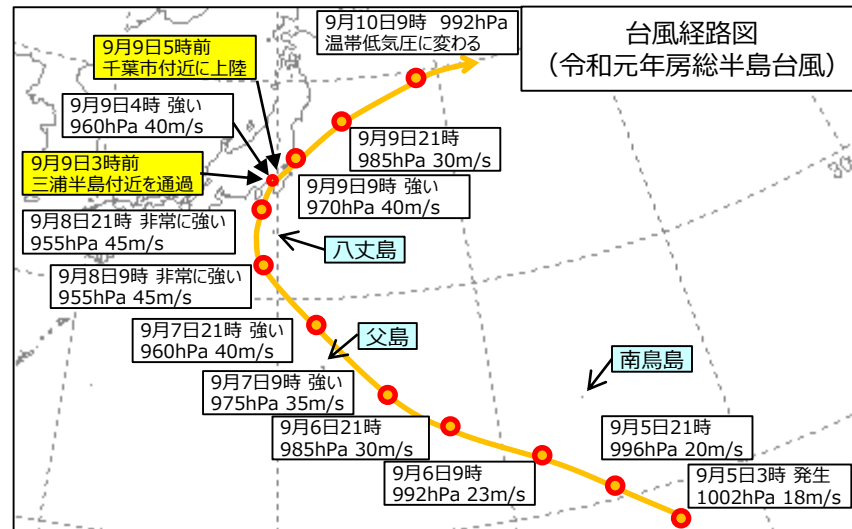 台風経路図
（令和元年房総半島台風）
9月10日9時 992hPa
温帯低気圧に変わる
9月9日5時前
千葉市付近に上陸
9月9日4時 強い
960hPa 40m/s
9月9日3時前
三浦半島付近を通過
9月9日21時
985hPa 30m/s
9月9日9時 強い
970hPa 40m/s
9月8日21時 非常に強い
955hPa 45m/s
八丈島
9月8日9時 非常に強い
955hPa 45m/s
9月7日21時 強い
960hPa 40m/s
父島
南鳥島
9月7日9時 強い
975hPa 35m/s
9月6日21時
985hPa 30m/s
9月5日21時
996hPa 20m/s
9月6日9時
992hPa 23m/s
9月5日3時 発生
1002hPa 18m/s